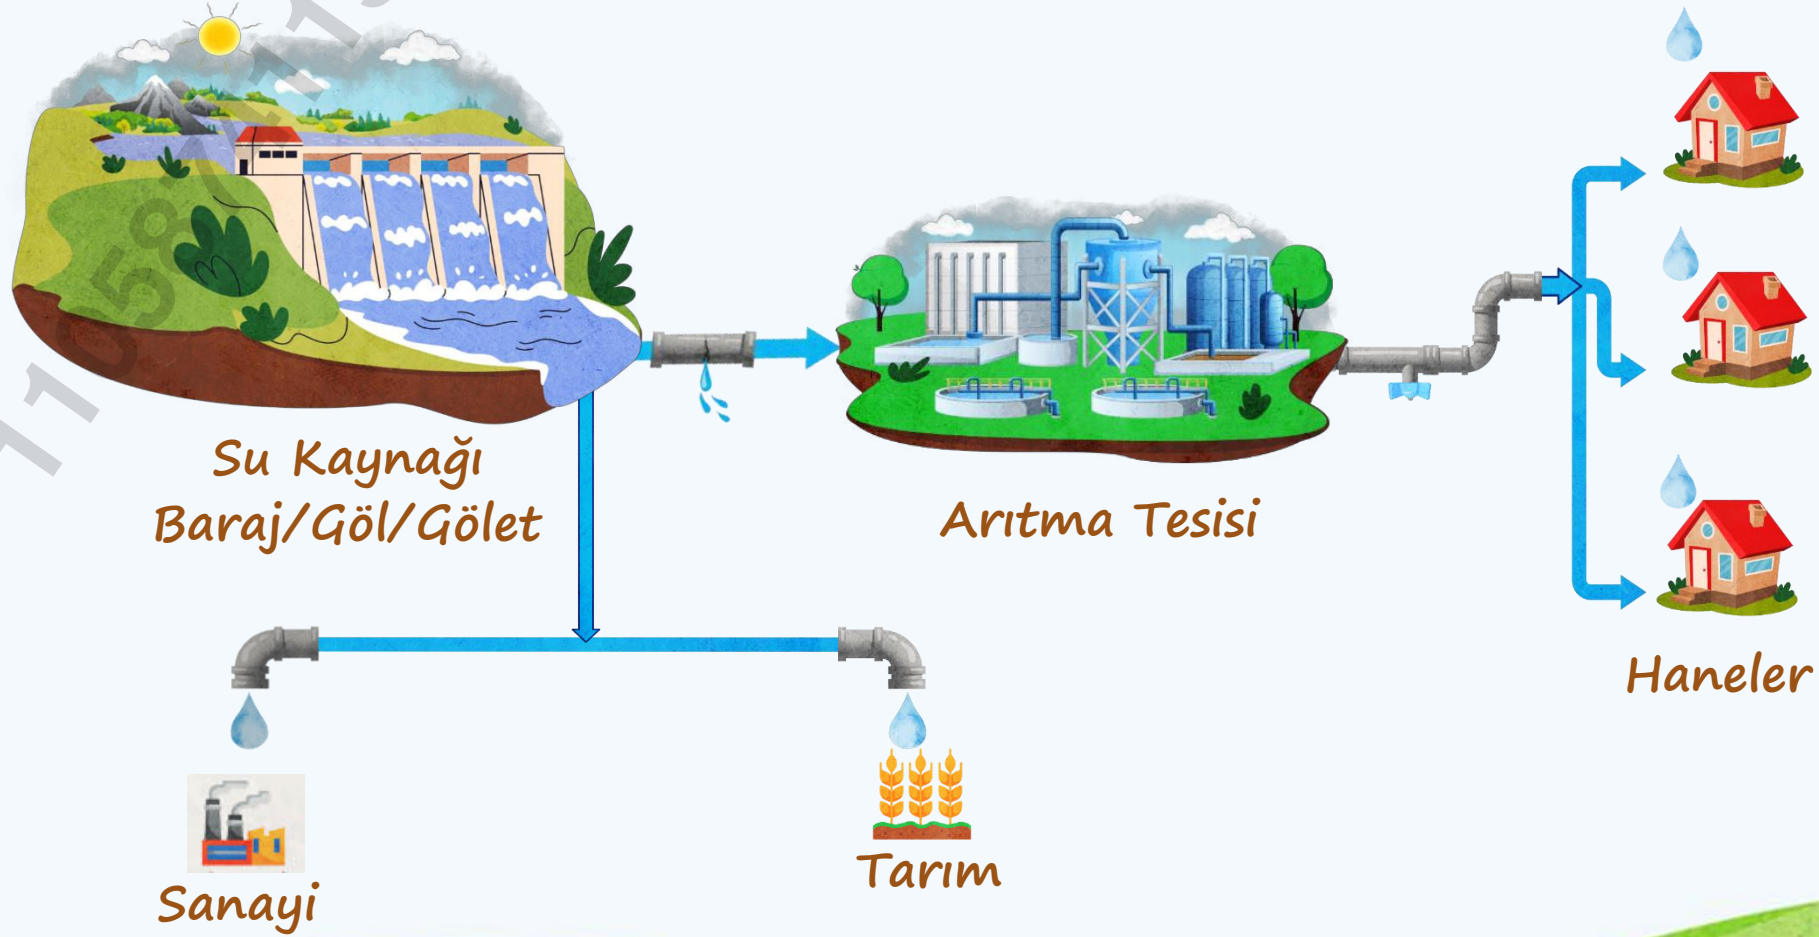 Su Kaynağı
Baraj/Göl/Gölet
Arıtma Tesisi
Haneler
Sanayi
Tarım